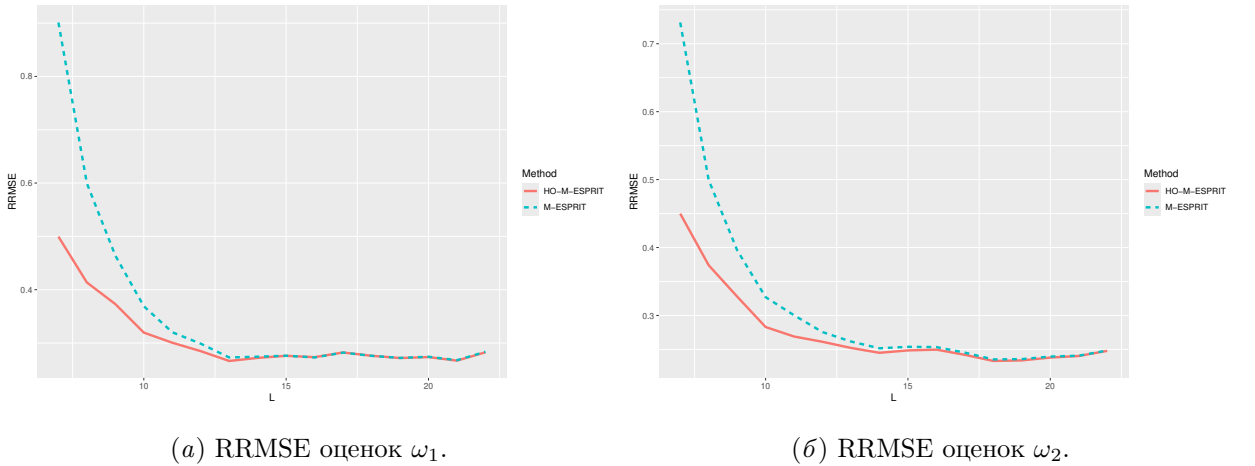 0.8
0.6
0.4
10
15
20
L
RRMSE
Method
HO-M-ESPRIT
M-ESPRIT
0.7
0.6
0.5
0.4
0.3
10
15
20
L
RRMSE
Method
HO-M-ESPRIT
M-ESPRIT
(а) RRMSE оценок ω₁.
(б) RRMSE оценок ω₂.